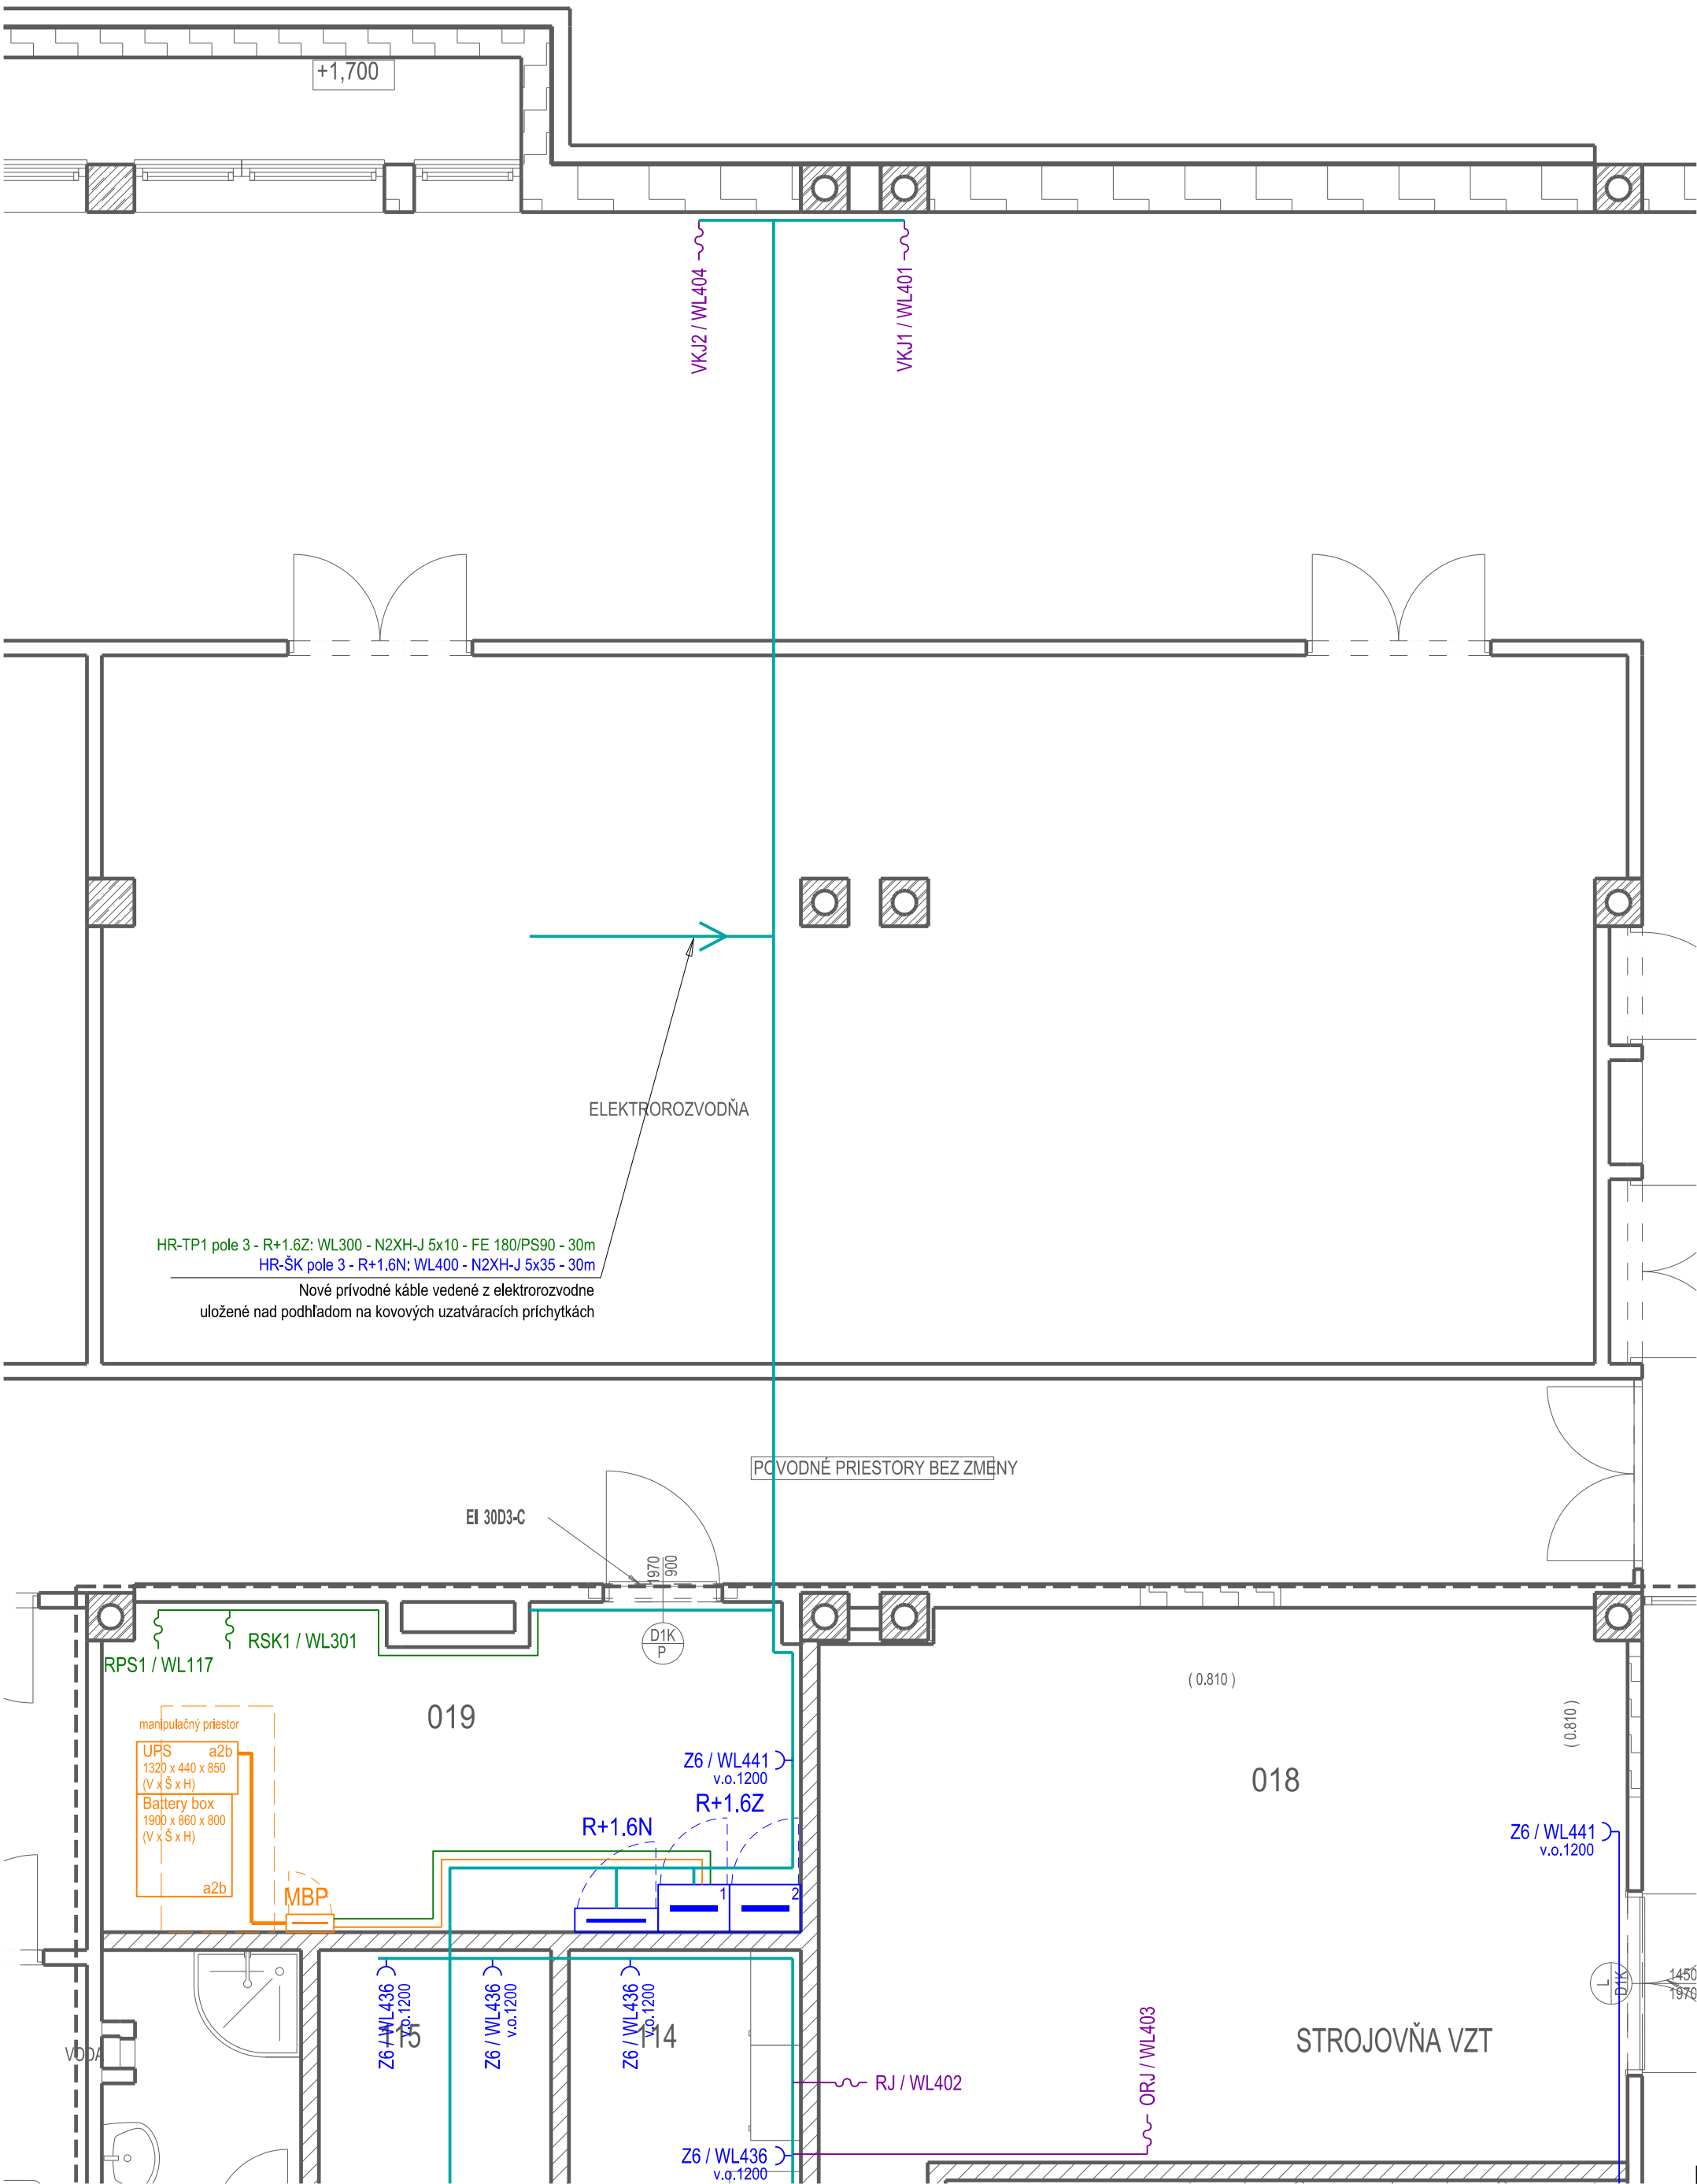 +1,700
VKJ2 / WL404
VKJ1 / WL401
ELEKTROROZVODŇA
HR-TP1 pole 3 - R+1.6Z: WL300 - N2XH-J 5x10 - FE 180/PS90 - 30m
HR-ŠK pole 3 - R+1.6N: WL400 - N2XH-J 5x35 - 30m
Nové prívodné káble vedené z elektrorozvodne
uložené nad podhľadom na kovových uzatváracích príchytkách
POVODNÉ PRIESTORY BEZ ZMENY
EI 30D3-C
1970
900
D1K
P
RSK1 / WL301
RPS1 / WL117
( 0.810 )
( 0.810 )
019
manipulačný priestor
UPS a2b
1320 x 440 x 850
(V x Š x H)
Battery box
1900 x 860 x 800
(V x Š x H)
a2b
MBP
Z6 / WL441
v.o.1200
R+1.6Z
R+1.6N
1
2
018
Z6 / WL441
v.o.1200
Z6 / WL436
v.o.1200
115
Z6 / WL436
v.o.1200
Z6 / WL436
v.o.1200
114
VODA
L
D1K
1450
1970
STROJOVŇA VZT
ORJ / WL403
RJ / WL402
Z6 / WL436
v.o.1200